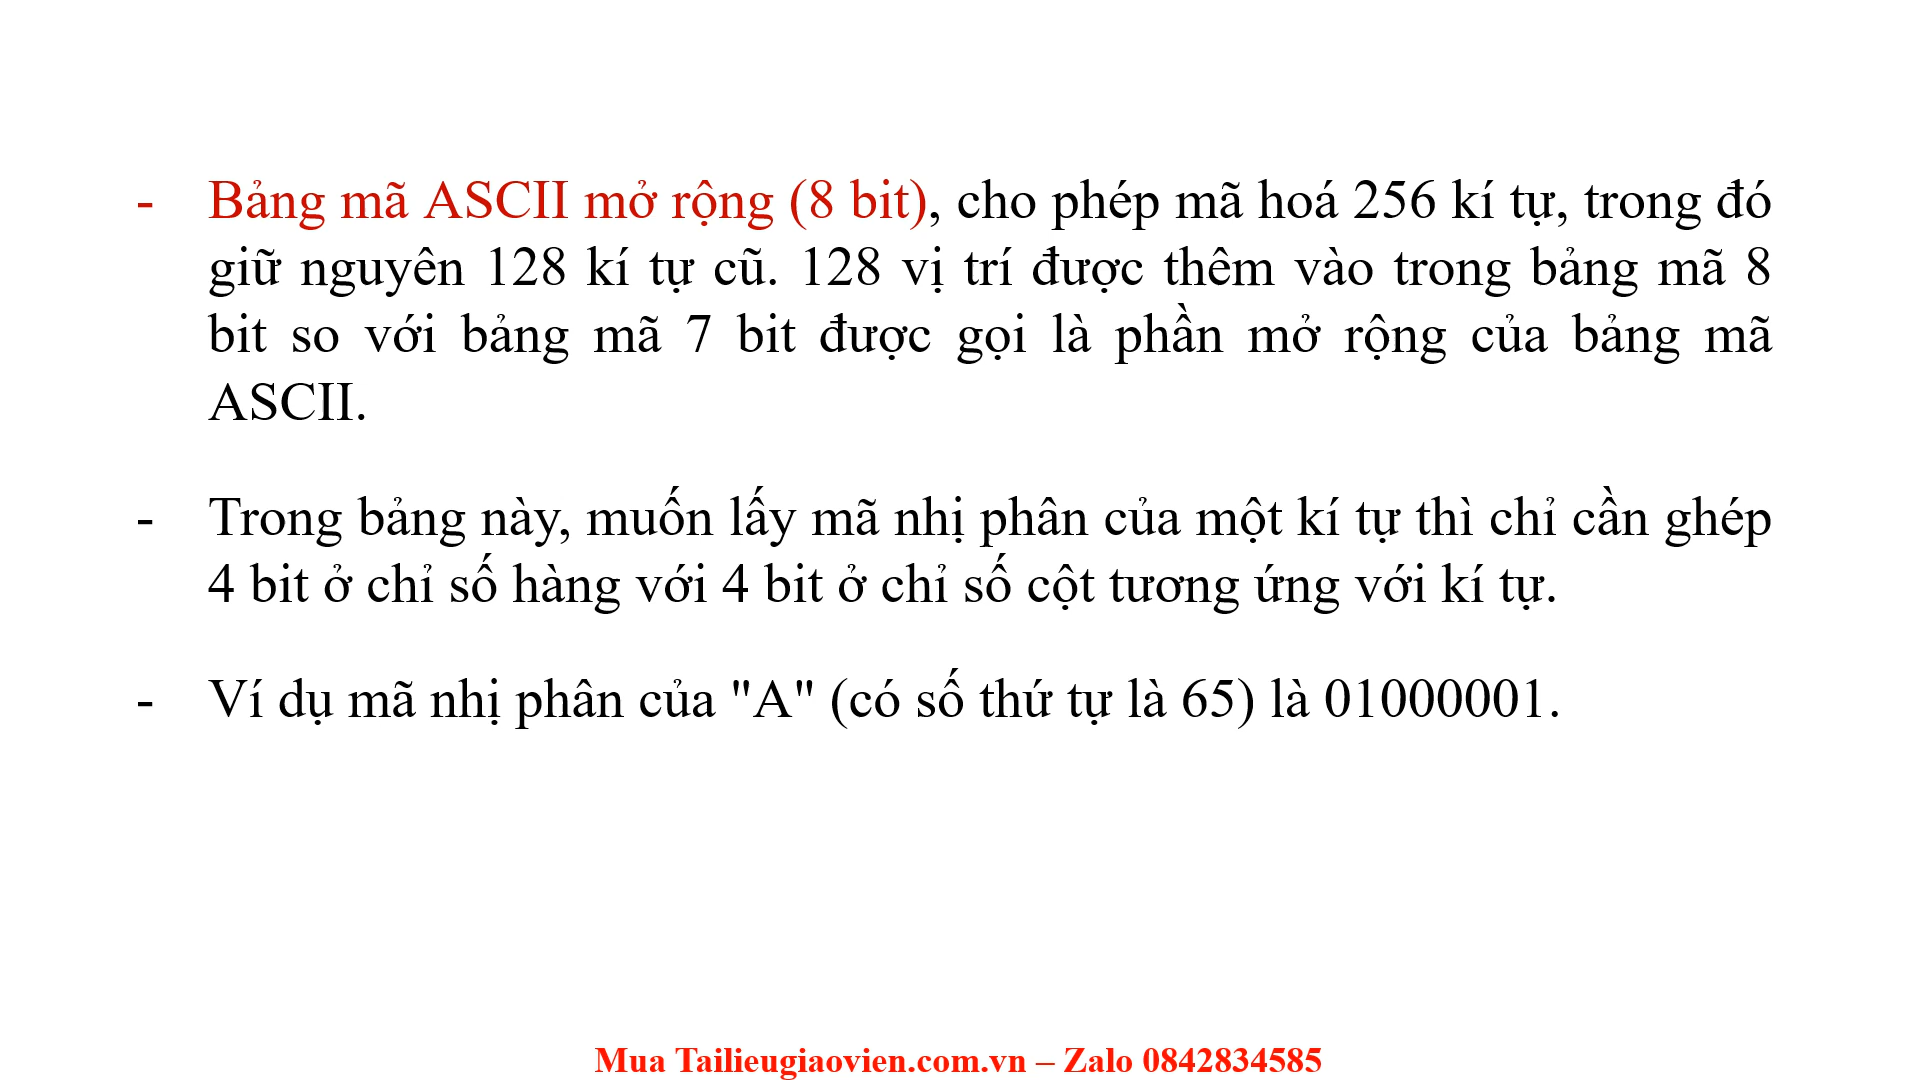 - Bảng mã ASCII mở rộng (8 bit), cho phép mã hoá 256 kí tự, trong đó
giữ nguyên 128 kí tự cũ. 128 vị trí được thêm vào trong bảng mã 8
bit so với bảng mã 7 bit được gọi là phần mở rộng của bảng mã
ASCII.
- Trong bảng này, muốn lấy mã nhị phân của một kí tự thì chỉ cần ghép
4 bit ở chỉ số hàng với 4 bit ở chỉ số cột tương ứng với kí tự.
- Ví dụ mã nhị phân của "A" (có số thứ tự là 65) là 01000001.
Mua Tailieugiaovien.com.vn – Zalo 0842834585